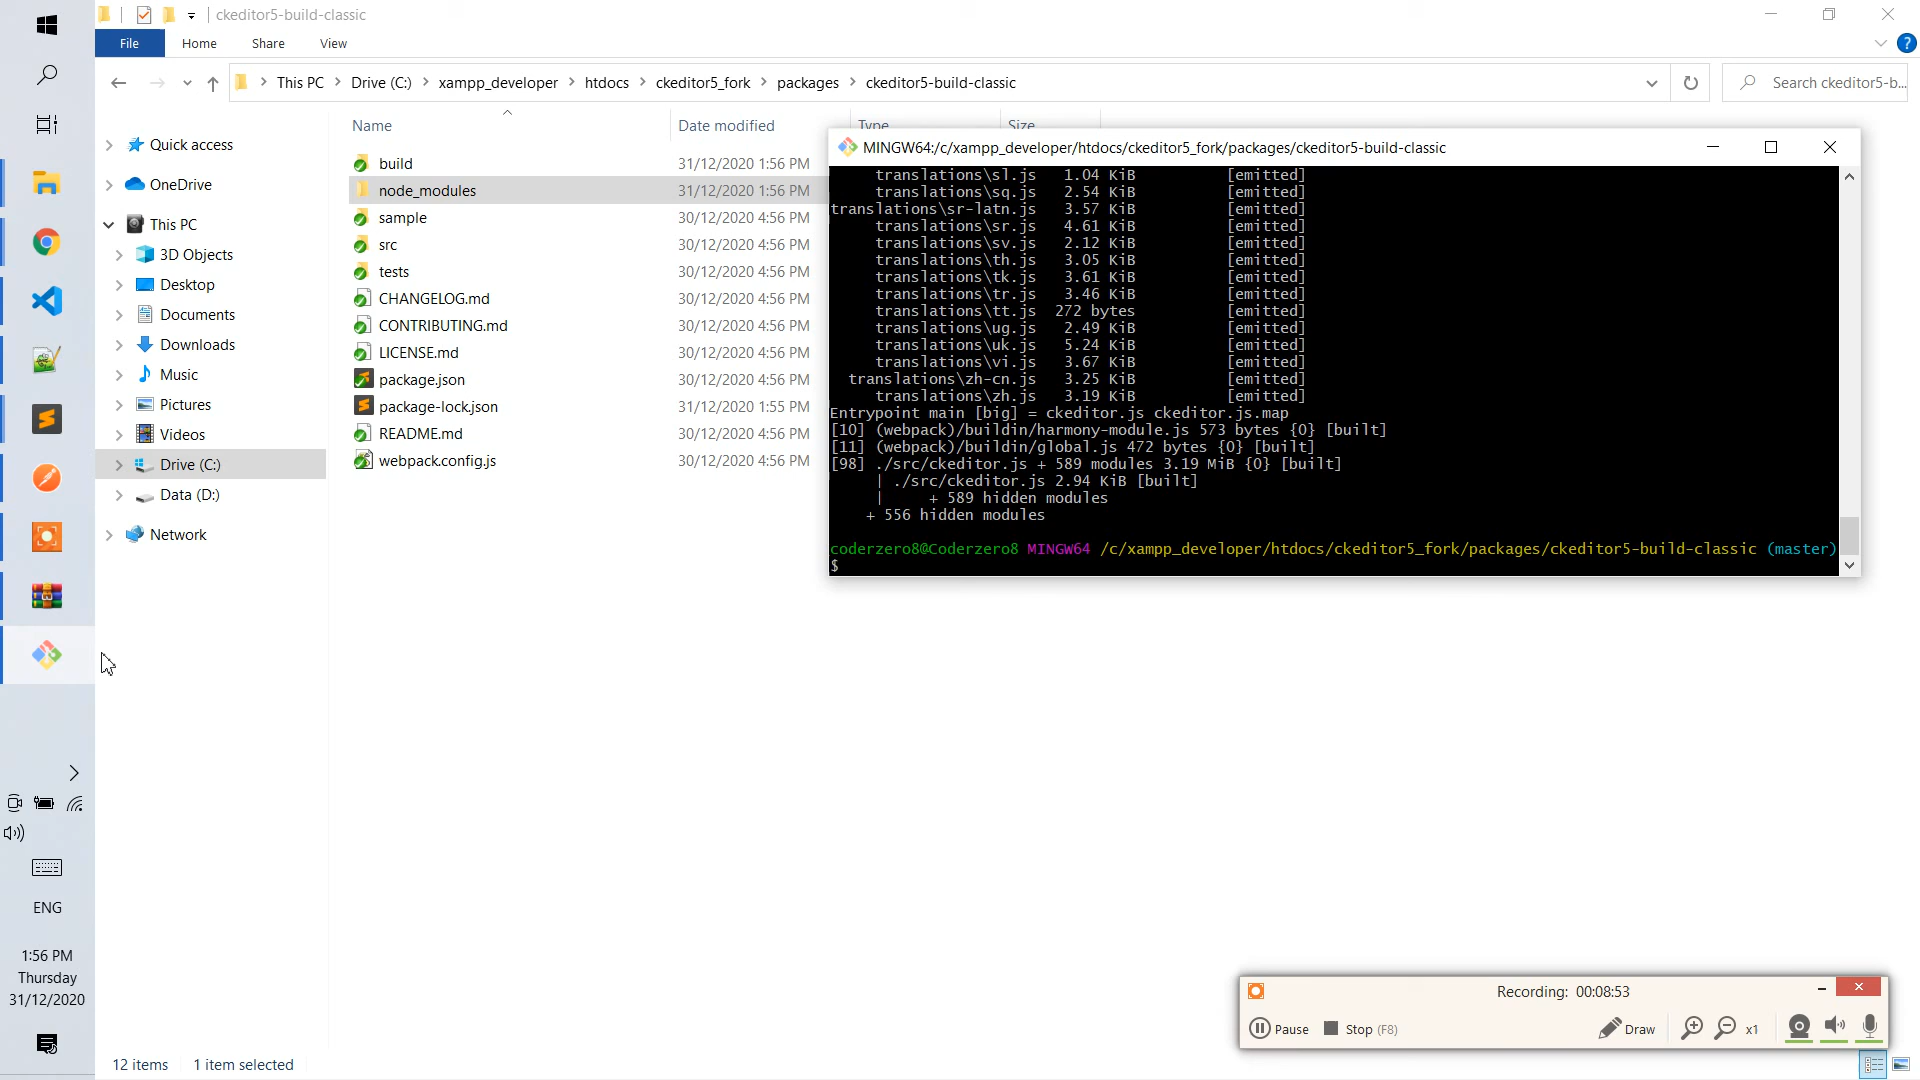 ckeditor5-build-classic
File Home Share View
This PC Drive (C:) xampp_developer htdocs ckeditor5_fork packages ckeditor5-build-classic
Search ckeditor5-b...
Name Date modified Type Size
Quick access
OneDrive
This PC
3D Objects
Desktop
Documents
Downloads
Music
Pictures
Videos
Drive (C:)
Data (D:)
Network
build 31/12/2020 1:56 PM
node_modules 31/12/2020 1:56 PM
sample 30/12/2020 4:56 PM
src 30/12/2020 4:56 PM
tests 30/12/2020 4:56 PM
CHANGELOG.md 30/12/2020 4:56 PM
CONTRIBUTING.md 30/12/2020 4:56 PM
LICENSE.md 30/12/2020 4:56 PM
package.json 30/12/2020 4:56 PM
package-lock.json 31/12/2020 1:55 PM
README.md 30/12/2020 4:56 PM
webpack.config.js 30/12/2020 4:56 PM
MINGW64:/c/xampp_developer/htdocs/ckeditor5_fork/packages/ckeditor5-build-classic
translations\sl.js 1.04 KiB [emitted]
translations\sq.js 2.54 KiB [emitted]
translations\sr-latn.js 3.57 KiB [emitted]
translations\sr.js 4.61 KiB [emitted]
translations\sv.js 2.12 KiB [emitted]
translations\th.js 3.05 KiB [emitted]
translations\tk.js 3.61 KiB [emitted]
translations\tr.js 3.46 KiB [emitted]
translations\tt.js 272 bytes [emitted]
translations\ug.js 2.49 KiB [emitted]
translations\uk.js 5.24 KiB [emitted]
translations\vi.js 3.67 KiB [emitted]
translations\zh-cn.js 3.25 KiB [emitted]
translations\zh.js 3.19 KiB [emitted]
Entrypoint main [big] = ckeditor.js ckeditor.js.map
[10] (webpack)/buildin/harmony-module.js 573 bytes {0} [built]
[11] (webpack)/buildin/global.js 472 bytes {0} [built]
[98] ./src/ckeditor.js + 589 modules 3.19 MiB {0} [built]
| ./src/ckeditor.js 2.94 KiB [built]
| + 589 hidden modules
+ 556 hidden modules
coderzero8@Coderzero8 MINGW64 /c/xampp_developer/htdocs/ckeditor5_fork/packages/ckeditor5-build-classic (master)
$
ENG
1:56 PM
Thursday
31/12/2020
12 items 1 item selected
Recording: 00:08:53
Pause Stop (F8) Draw x1